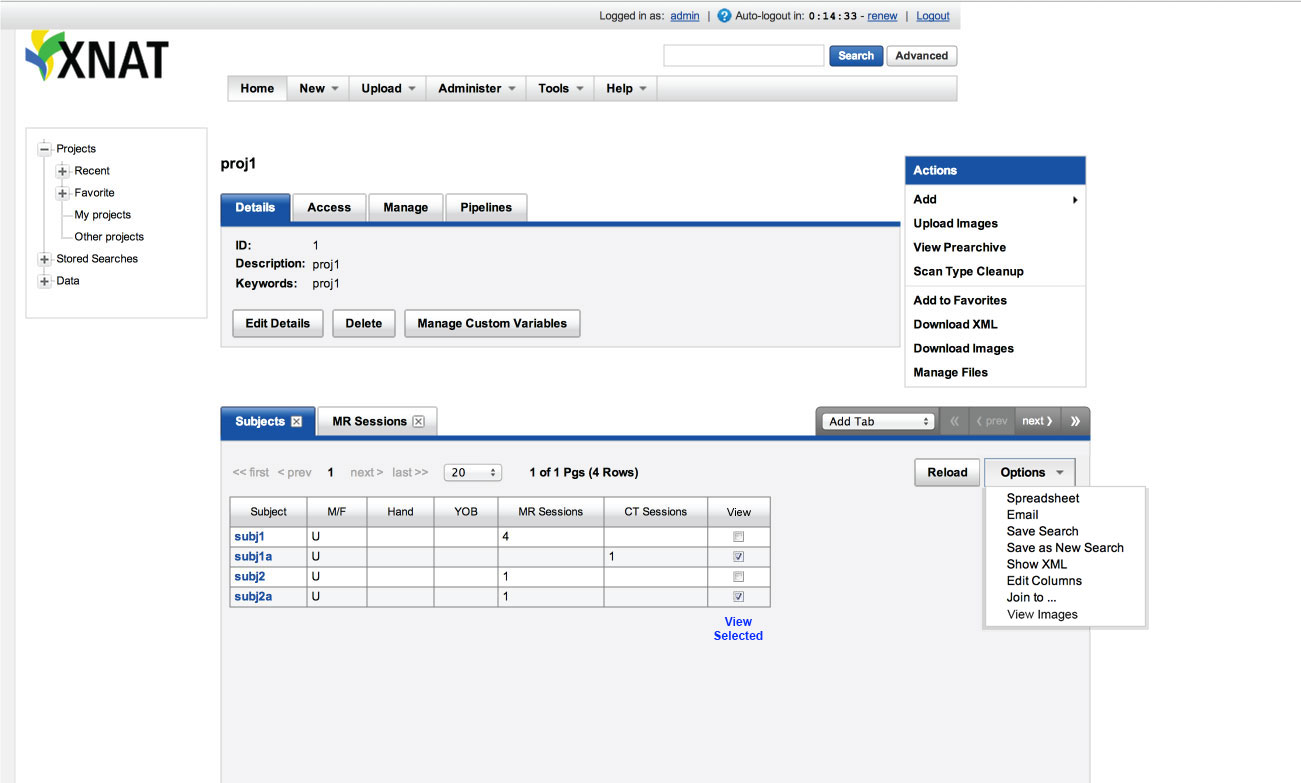 Logged in as: admin | ? Auto-logout in: 0:14:33 - renew | Logout
XNAT
Search Advanced
Home New Upload Administer Tools Help
Projects
Recent
Favorite
My projects
Other projects
Stored Searches
Data
proj1
Details Access Manage Pipelines
ID: 1
Description: proj1
Keywords: proj1
Edit Details Delete Manage Custom Variables
Actions
Add
Upload Images
View Prearchive
Scan Type Cleanup
Add to Favorites
Download XML
Download Images
Manage Files
Subjects MR Sessions Add Tab « ‹ prev next › »
<< first < prev 1 next > last >> 20 1 of 1 Pgs (4 Rows) Reload Options
Subject M/F Hand YOB MR Sessions CT Sessions View
subj1 U 4
subj1a U 1
subj2 U 1
subj2a U 1
View
Selected
Spreadsheet
Email
Save Search
Save as New Search
Show XML
Edit Columns
Join to ...
View Images